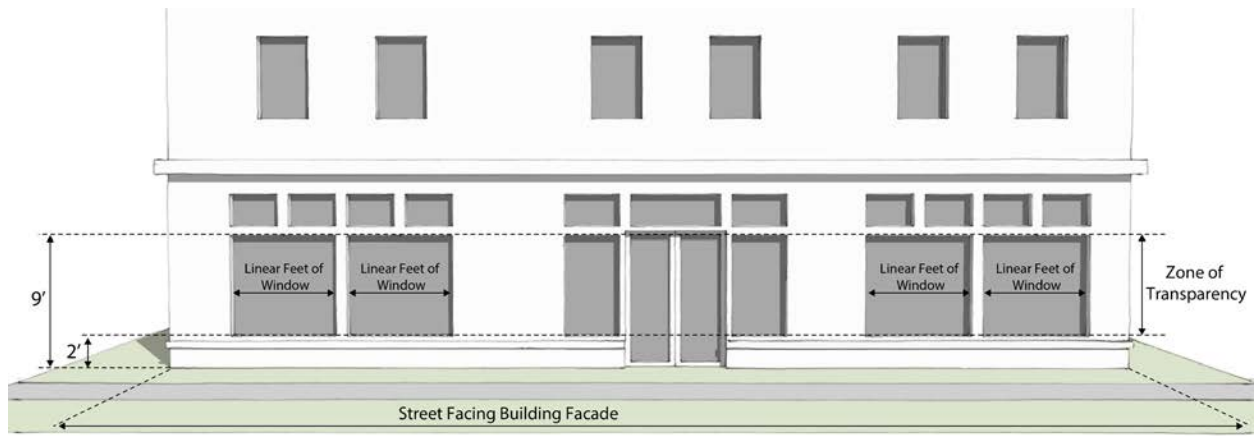 Linear Feet of
Window
Linear Feet of
Window
Linear Feet of
Window
Linear Feet of
Window
Zone of
Transparency
9'
2'
Street Facing Building Facade